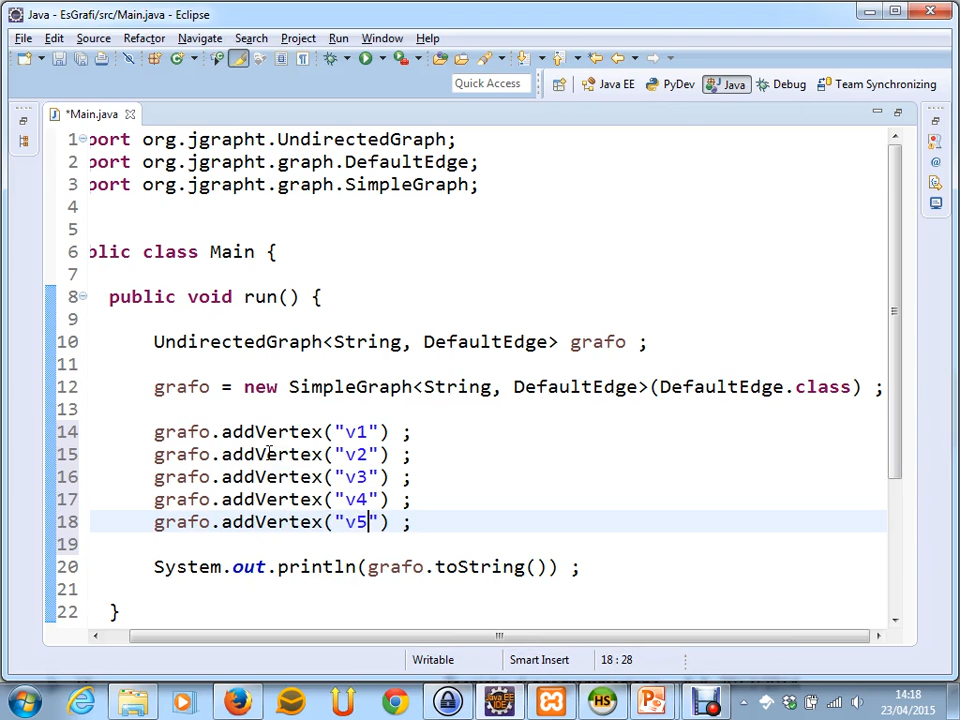 Java - EsGrafi/src/Main.java - Eclipse
File Edit Source Refactor Navigate Search Project Run Window Help
Quick Access Java EE PyDev Java Debug Team Synchronizing
*Main.java
1 port org.jgrapht.UndirectedGraph;
2 port org.jgrapht.graph.DefaultEdge;
3 port org.jgrapht.graph.SimpleGraph;
4
5
6 blic class Main {
7
8 public void run() {
9
10 UndirectedGraph<String, DefaultEdge> grafo ;
11
12 grafo = new SimpleGraph<String, DefaultEdge>(DefaultEdge.class) ;
13
14 grafo.addVertex("v1") ;
15 grafo.addVertex("v2") ;
16 grafo.addVertex("v3") ;
17 grafo.addVertex("v4") ;
18 grafo.addVertex("v5") ;
19
20 System.out.println(grafo.toString()) ;
21
22 }
Writable Smart Insert 18 : 28
14:18
23/04/2015